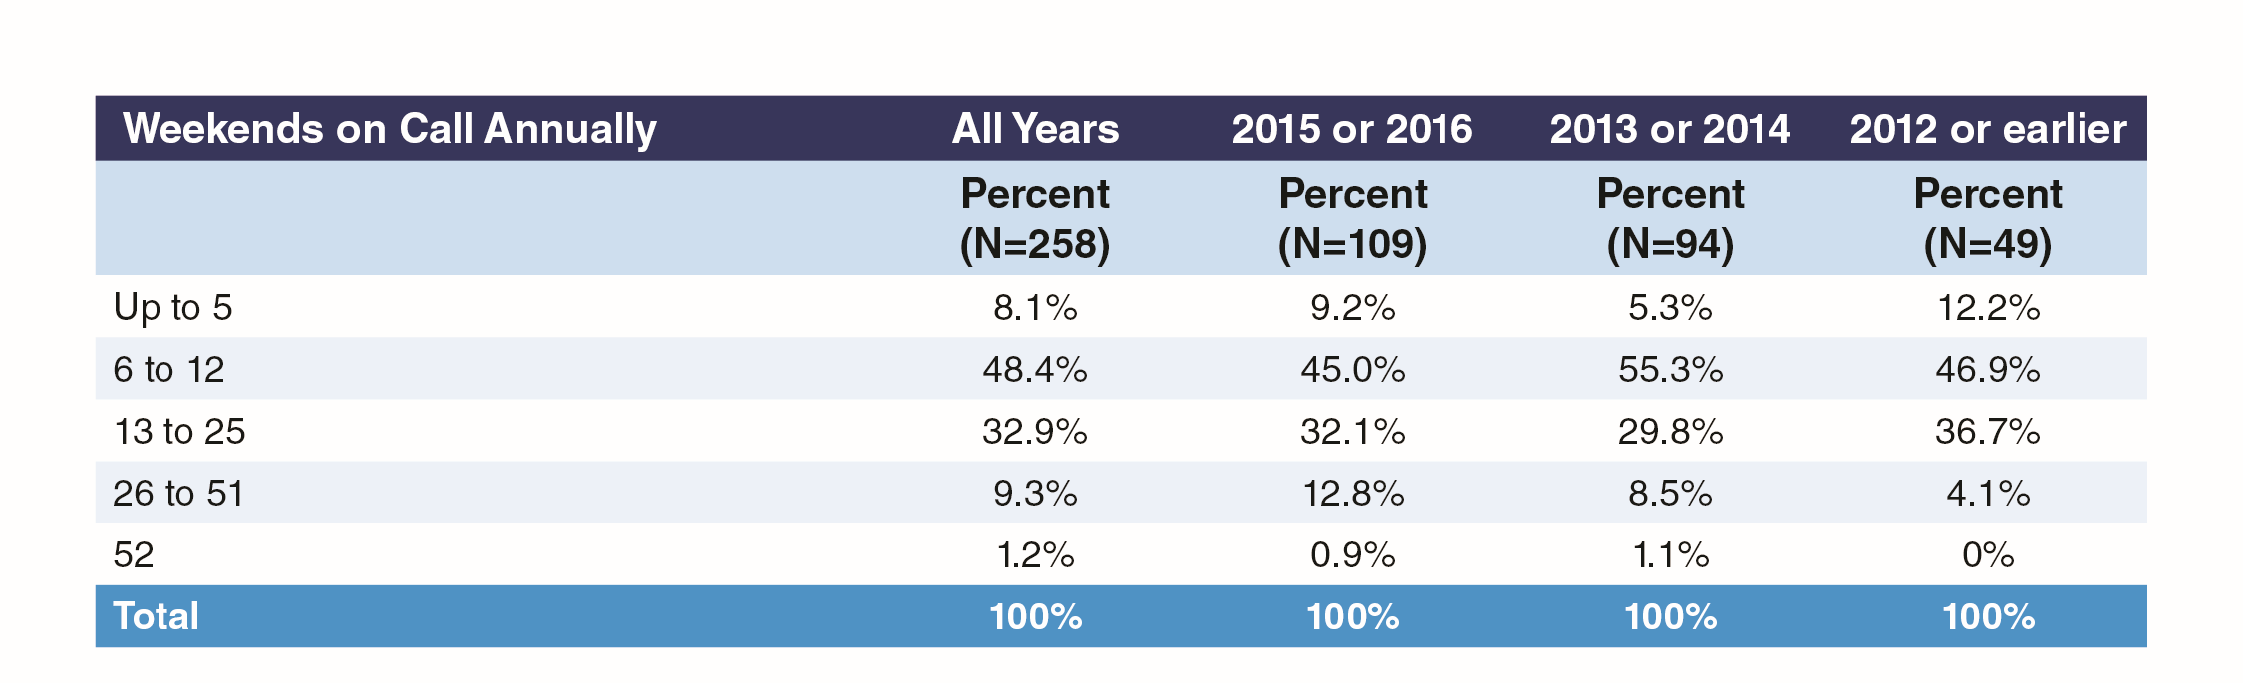 Weekends on Call Annually All Years 2015 or 2016 2013 or 2014 2012 or earlier
Percent Percent Percent Percent
(N=258) (N=109) (N=94) (N=49)
Up to 5 8.1% 9.2% 5.3% 12.2%
6 to 12 48.4% 45.0% 55.3% 46.9%
13 to 25 32.9% 32.1% 29.8% 36.7%
26 to 51 9.3% 12.8% 8.5% 4.1%
52 1.2% 0.9% 1.1% 0%
Total 100% 100% 100% 100%